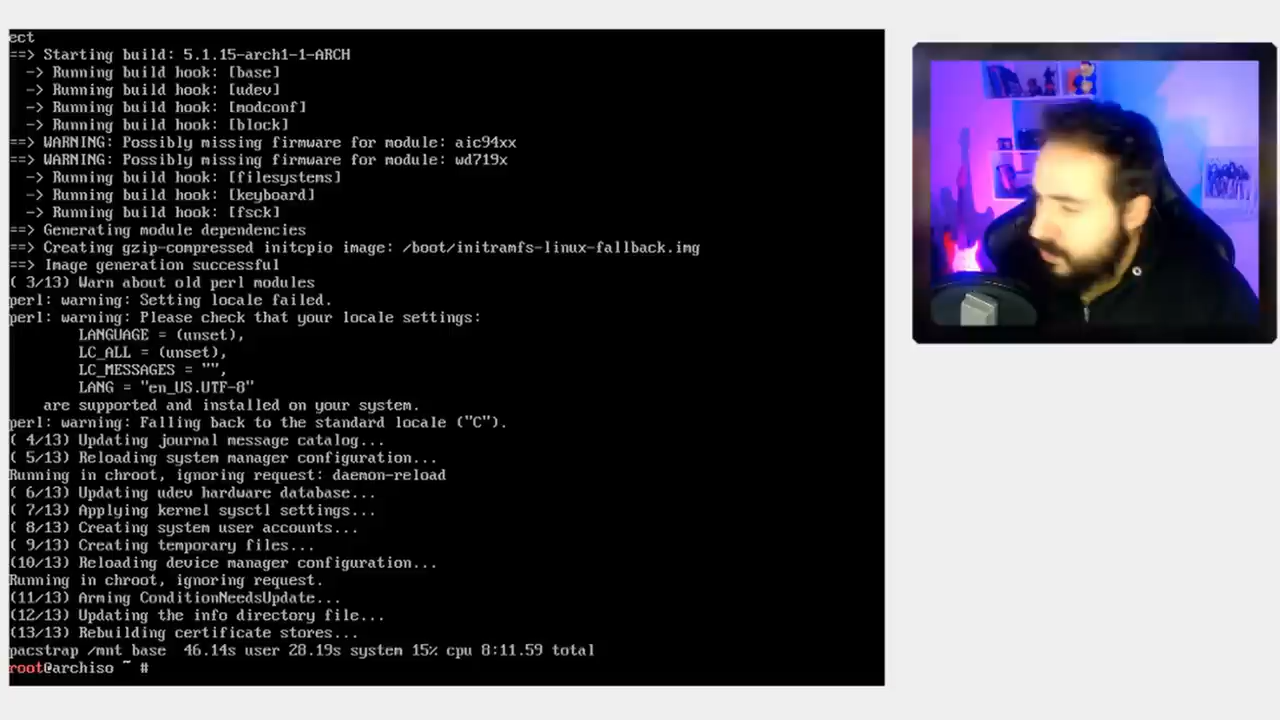 ect
==> Starting build: 5.1.15-arch1-1-ARCH
-> Running build hook: [base]
-> Running build hook: [udev]
-> Running build hook: [modconf]
-> Running build hook: [block]
==> WARNING: Possibly missing firmware for module: aic94xx
==> WARNING: Possibly missing firmware for module: wd719x
-> Running build hook: [filesystems]
-> Running build hook: [keyboard]
-> Running build hook: [fsck]
==> Generating module dependencies
==> Creating gzip-compressed initcpio image: /boot/initramfs-linux-fallback.img
==> Image generation successful
( 3/13) Warn about old perl modules
perl: warning: Setting locale failed.
perl: warning: Please check that your locale settings:
LANGUAGE = (unset),
LC_ALL = (unset),
LC_MESSAGES = "",
LANG = "en_US.UTF-8"
are supported and installed on your system.
perl: warning: Falling back to the standard locale ("C").
( 4/13) Updating journal message catalog...
( 5/13) Reloading system manager configuration...
Running in chroot, ignoring request: daemon-reload
( 6/13) Updating udev hardware database...
( 7/13) Applying kernel sysctl settings...
( 8/13) Creating system user accounts...
( 9/13) Creating temporary files...
(10/13) Reloading device manager configuration...
Running in chroot, ignoring request.
(11/13) Arming ConditionNeedsUpdate...
(12/13) Updating the info directory file...
(13/13) Rebuilding certificate stores...
pacstrap /mnt base  46.14s user 28.19s system 15% cpu 8:11.59 total
root@archiso ~ #